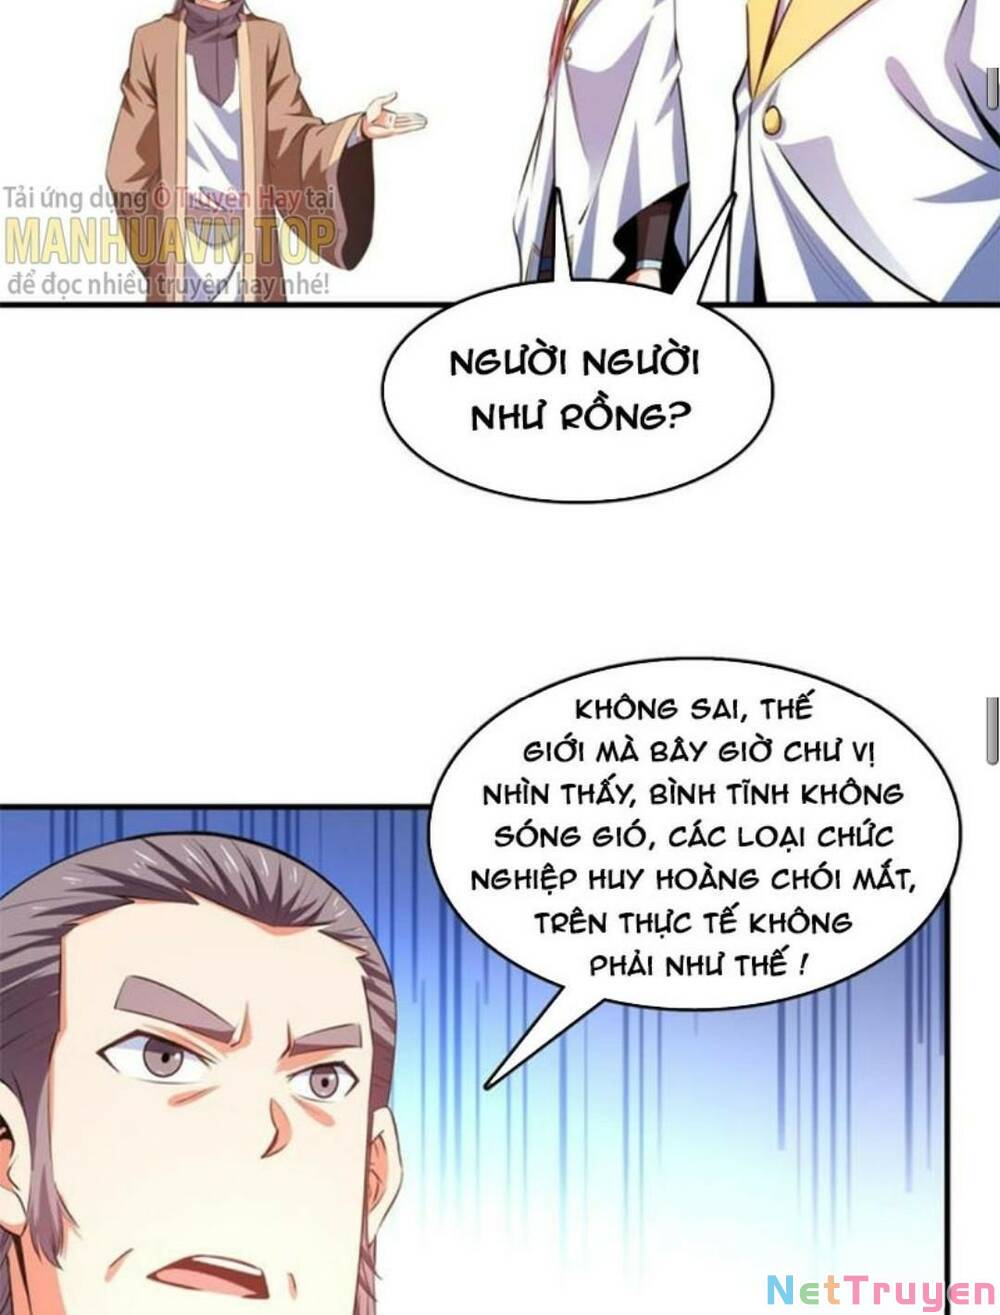 Tải ứng dụng Ô Truyện Hay tại
MANHUAVN.TOP
để đọc nhiều truyện hay nhé!
NGƯỜI NGƯỜI
NHƯ RỒNG?
KHÔNG SAI, THẾ
GIỚI MÀ BÂY GIỜ CHƯ VỊ
NHÌN THẤY, BÌNH TĨNH KHÔNG
SÓNG GIÓ, CÁC LOẠI CHỨC
NGHIỆP HUY HOÀNG CHÓI MẮT,
TRÊN THỰC TẾ KHÔNG
PHẢI NHƯ THẾ !
NetTruyen